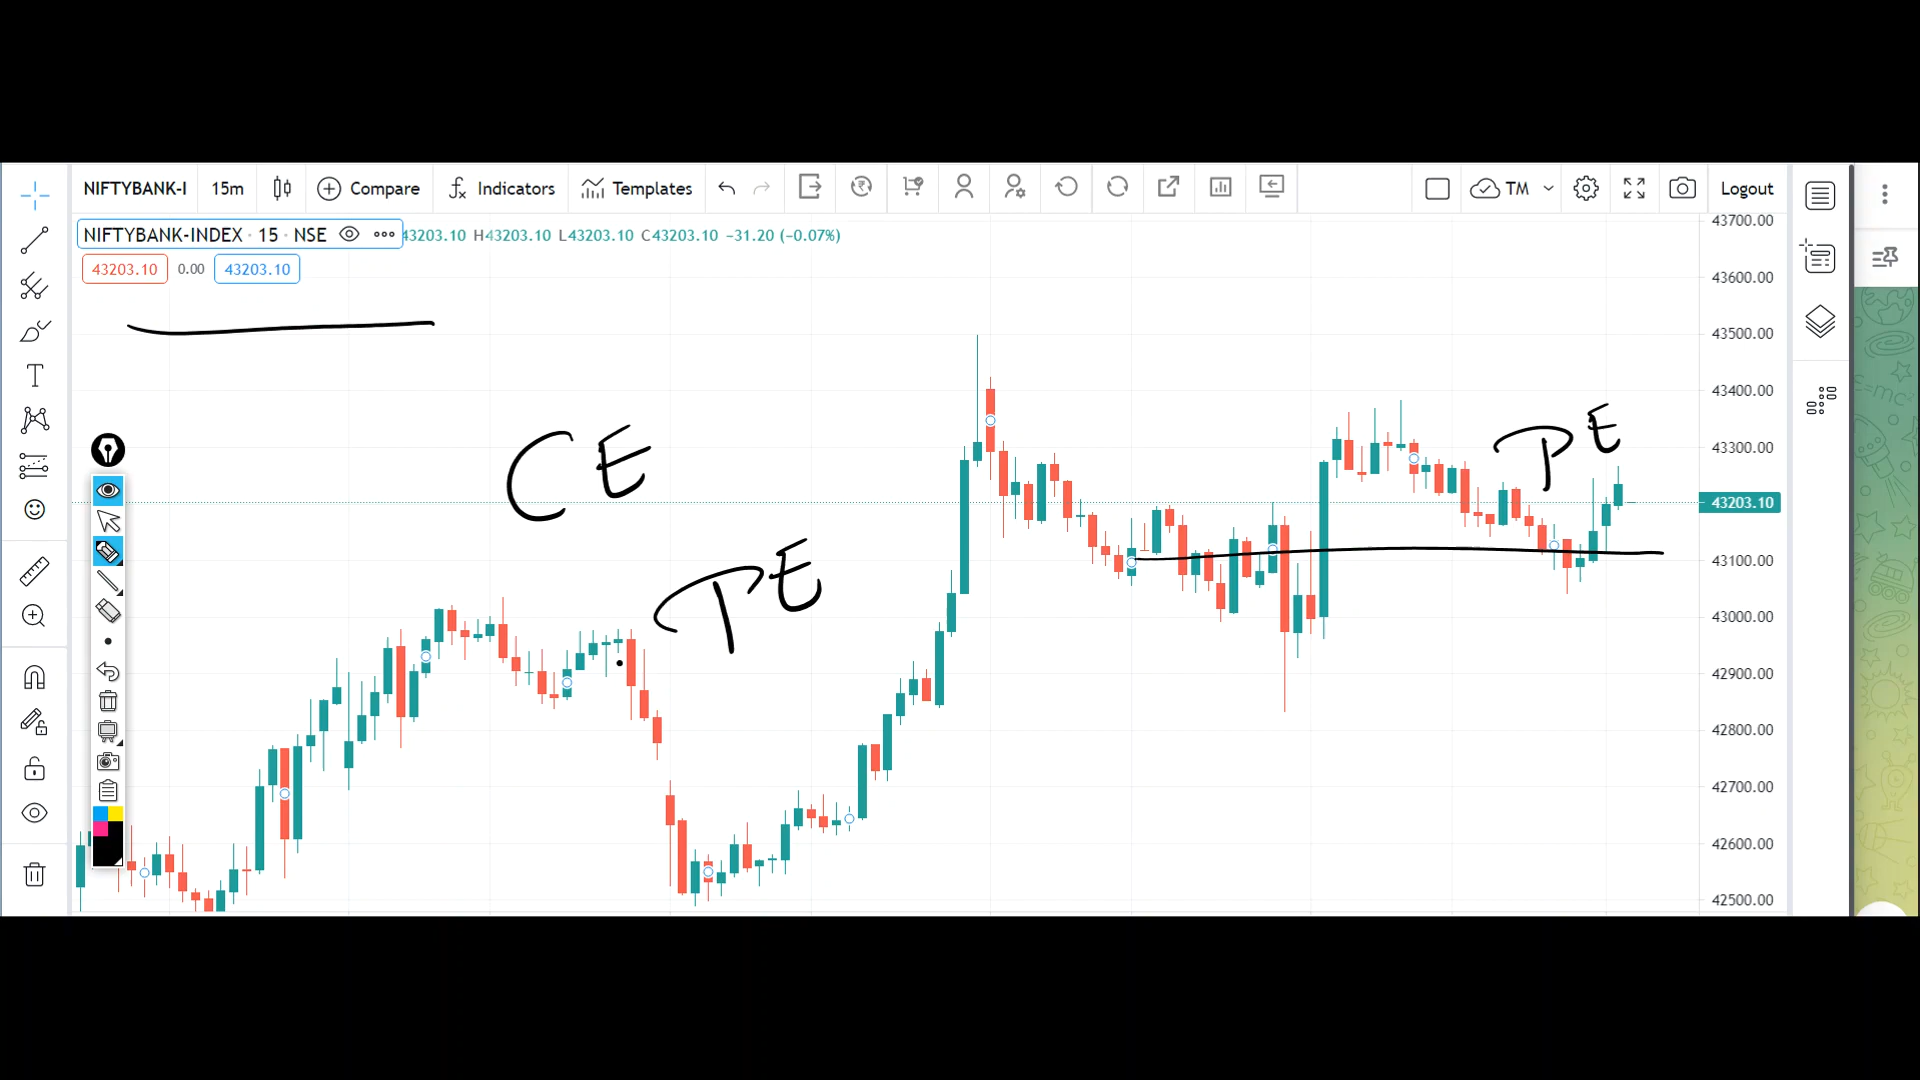 NIFTYBANK-I 15m Compare Indicators Templates TM Logout
NIFTYBANK-INDEX · 15 · NSE 43203.10 H43203.10 L43203.10 C43203.10 −31.20 (−0.07%)
43203.10 0.00 43203.10
CE
PE
PE
43700.00
43600.00
43500.00
43400.00
43300.00
43203.10
43100.00
43000.00
42900.00
42800.00
42700.00
42600.00
42500.00